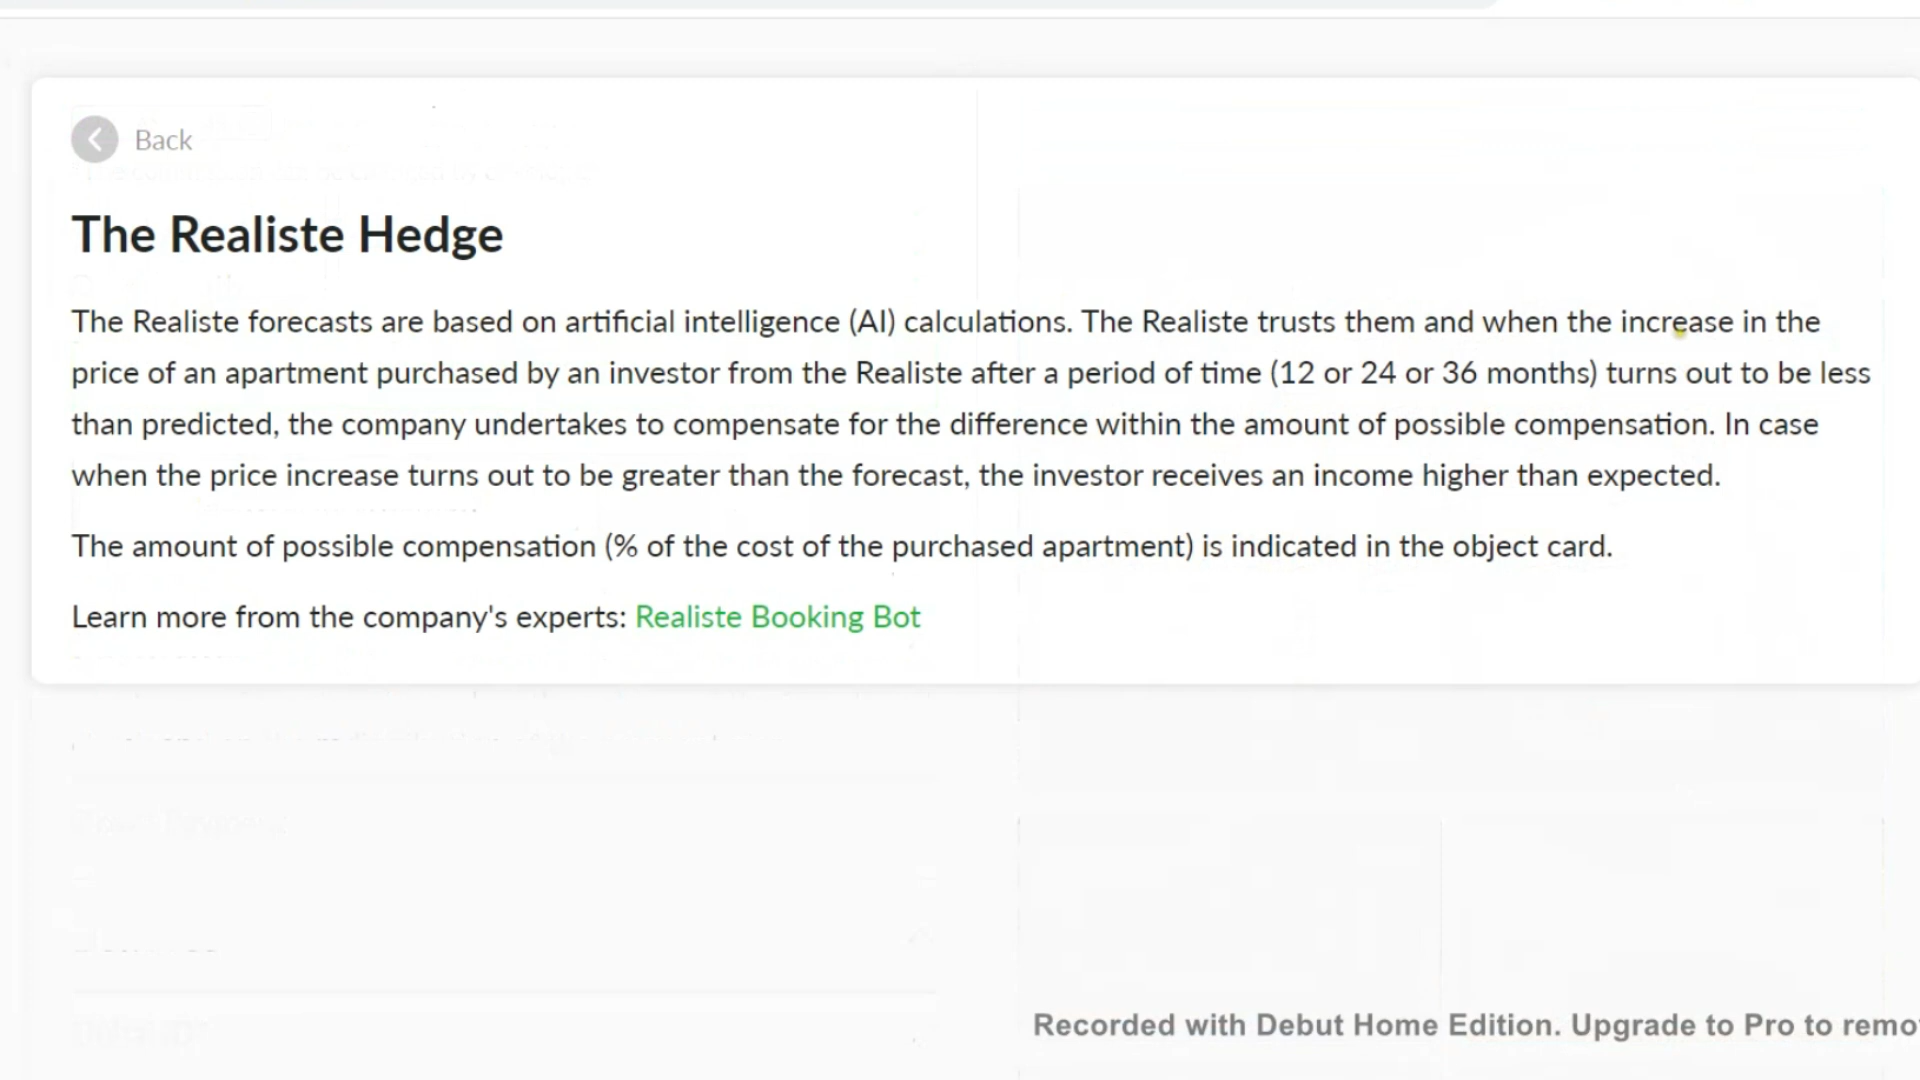 Back
The Realiste Hedge
The Realiste forecasts are based on artificial intelligence (AI) calculations. The Realiste trusts them and when the increase in the
price of an apartment purchased by an investor from the Realiste after a period of time (12 or 24 or 36 months) turns out to be less
than predicted, the company undertakes to compensate for the difference within the amount of possible compensation. In case
when the price increase turns out to be greater than the forecast, the investor receives an income higher than expected.
The amount of possible compensation (% of the cost of the purchased apartment) is indicated in the object card.
Learn more from the company's experts: Realiste Booking Bot
Recorded with Debut Home Edition. Upgrade to Pro to remo